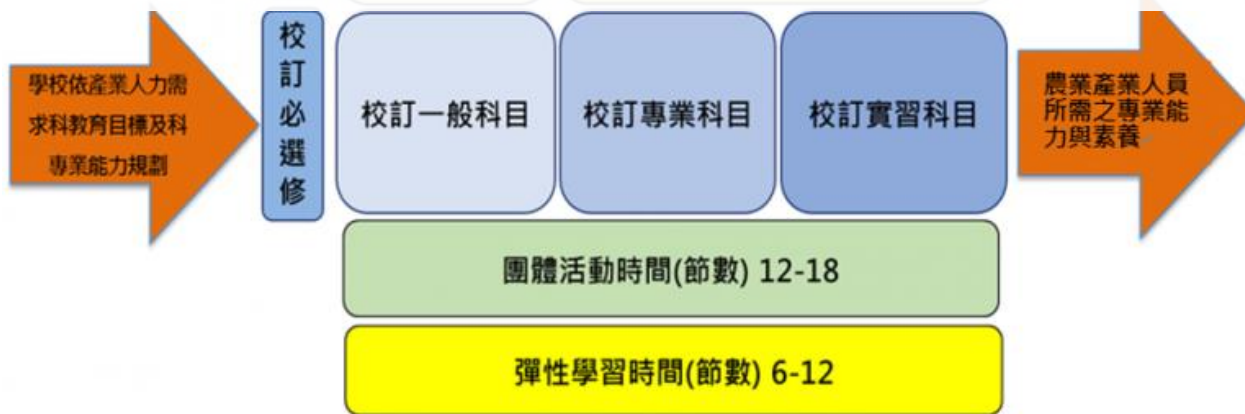 學校依產業人力需
求科教育目標及科
專業能力規劃
校
訂
必
選
修
校訂一般科目
校訂專業科目
校訂實習科目
農業產業人員
所需之專業能
力與素養
團體活動時間(節數) 12-18
彈性學習時間(節數) 6-12